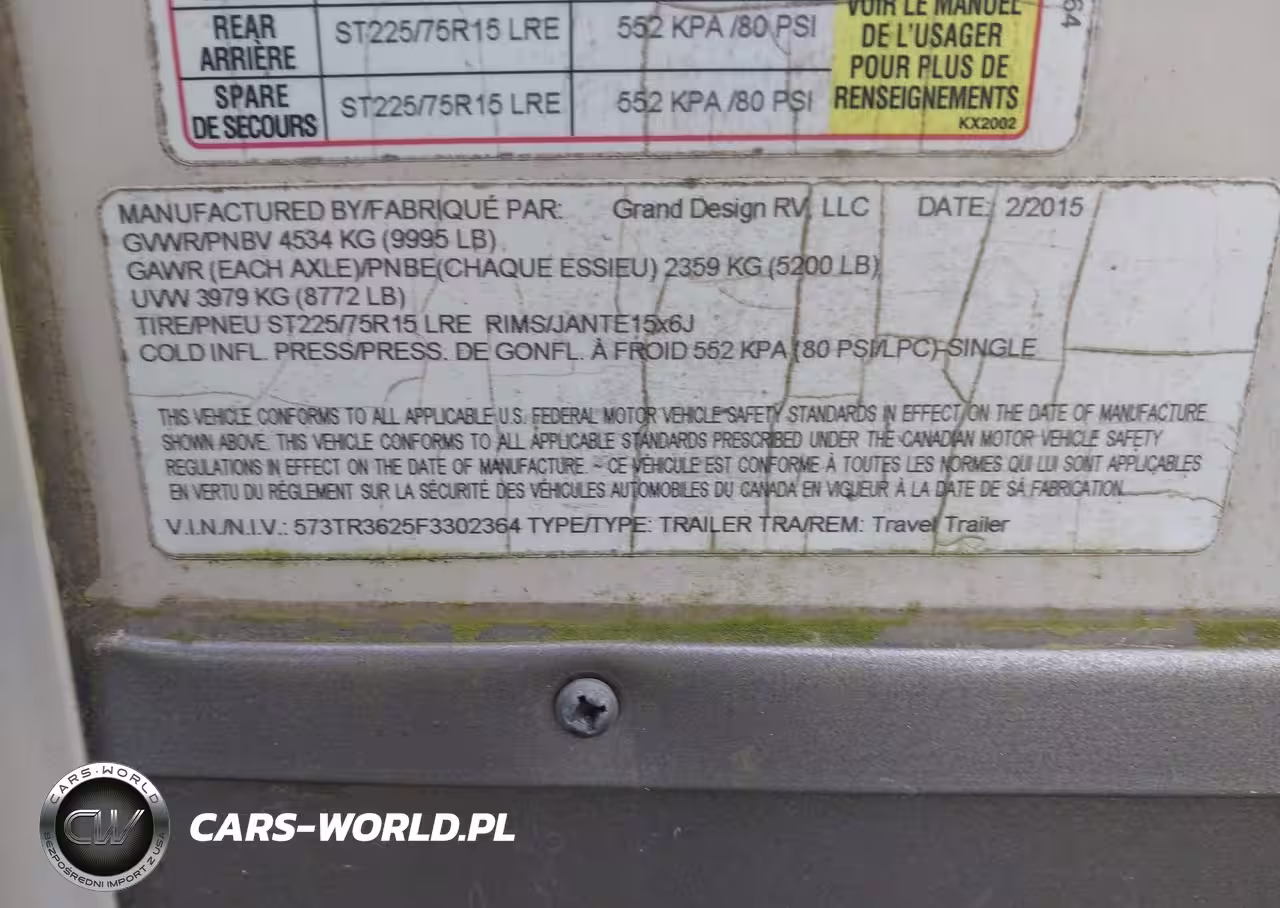 REAR
ARRIÈRE
ST225/75R15 LRE
552 KPA /80 PSI
SPARE
DE SECOURS
ST225/75R15 LRE
552 KPA /80 PSI
VOIR LE MANUEL
DE L'USAGER
POUR PLUS DE
RENSEIGNEMENTS
KX2002
64
MANUFACTURED BY/FABRIQUÉ PAR: Grand Design RV, LLC DATE: 2/2015
GVWR/PNBV 4534 KG (9995 LB)
GAWR (EACH AXLE)/PNBE(CHAQUE ESSIEU) 2359 KG (5200 LB)
UVW 3979 KG (8772 LB)
TIRE/PNEU ST225/75R15 LRE RIMS/JANTE15x6J
COLD INFL. PRESS/PRESS. DE GONFL. À FROID 552 KPA (80 PSI/LPC)-SINGLE
THIS VEHICLE CONFORMS TO ALL APPLICABLE U.S. FEDERAL MOTOR VEHICLE SAFETY STANDARDS IN EFFECT ON THE DATE OF MANUFACTURE
SHOWN ABOVE. THIS VEHICLE CONFORMS TO ALL APPLICABLE STANDARDS PRESCRIBED UNDER THE CANADIAN MOTOR VEHICLE SAFETY
REGULATIONS IN EFFECT ON THE DATE OF MANUFACTURE. ~ CE VÉHICULE EST CONFORME À TOUTES LES NORMES QUI LUI SONT APPLICABLES
EN VERTU DU RÉGLEMENT SUR LA SÉCURITÉ DES VÉHICULES AUTOMOBILES DU CANADA EN VIGUEUR À LA DATE DE SA FABRICATION.
V.I.N./N.I.V.: 573TR3625F3302364 TYPE/TYPE: TRAILER TRA/REM: Travel Trailer
CARS-WORLD
CW
BEZPOŚREDNI IMPORT Z USA
CARS-WORLD.PL